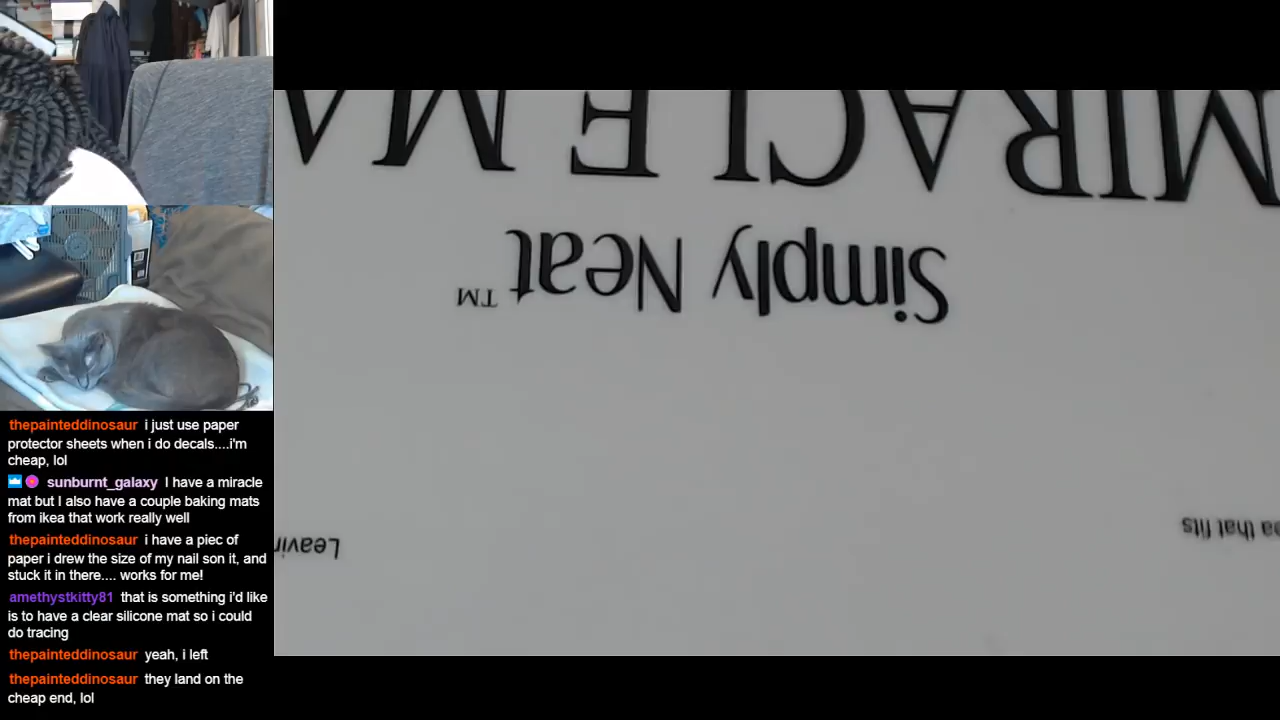 thepainteddinosaur i just use paper
protector sheets when i do decals....i'm
cheap, lol
sunburnt_galaxy I have a miracle
mat but I also have a couple baking mats
from ikea that work really well
thepainteddinosaur i have a piec of
paper i drew the size of my nail son it, and
stuck it in there.... works for me!
amethystkitty81 that is something i'd like
is to have a clear silicone mat so i could
do tracing
thepainteddinosaur yeah, i left
thepainteddinosaur they land on the
cheap end, lol
that fits
Simply Neat™
MIRACLE MA